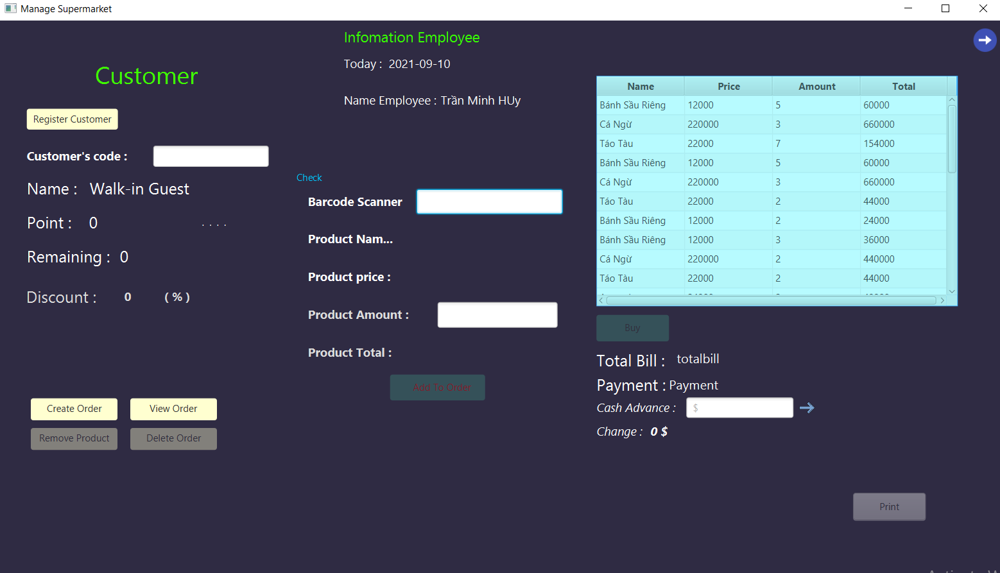 Manage Supermarket
Infomation Employee
Today : 2021-09-10
Name Employee : Trần Minh HUy
Customer
Register Customer
Customer's code :
Name : Walk-in Guest
Point : 0 . . . .
Remaining : 0
Discount : 0 ( % )
Create Order View Order
Remove Product Delete Order
Check
Barcode Scanner
Product Nam...
Product price :
Product Amount :
Product Total :
Add To Order
Name Price Amount Total
Bánh Sầu Riêng 12000 5 60000
Cá Ngừ 220000 3 660000
Táo Tàu 22000 7 154000
Bánh Sầu Riêng 12000 5 60000
Cá Ngừ 220000 3 660000
Táo Tàu 22000 2 44000
Bánh Sầu Riêng 12000 2 24000
Bánh Sầu Riêng 12000 3 36000
Cá Ngừ 220000 2 440000
Táo Tàu 22000 2 44000
Buy
Total Bill : totalbill
Payment : Payment
Cash Advance : $
Change : 0 $
Print